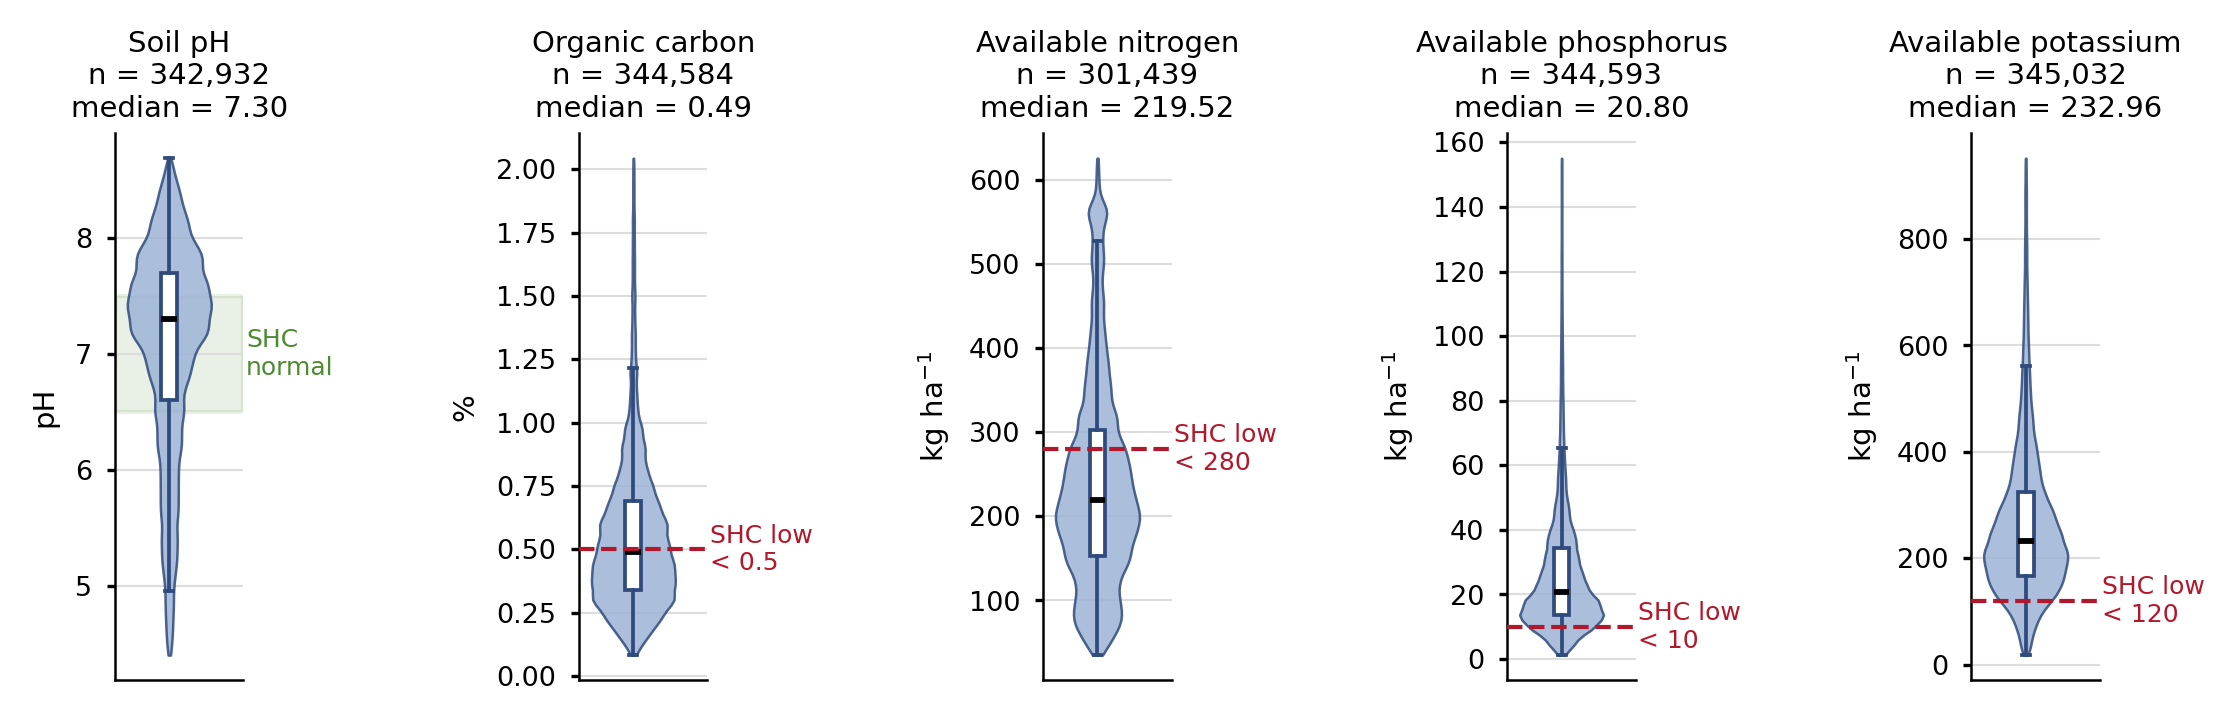 Soil pH
n = 342,932
median = 7.30
8
7
6
5
pH
SHC
normal
Organic carbon
n = 344,584
median = 0.49
2.00
1.75
1.50
1.25
1.00
0.75
0.50
0.25
0.00
%
SHC low
< 0.5
Available nitrogen
n = 301,439
median = 219.52
600
500
400
300
200
100
kg ha⁻¹
SHC low
< 280
Available phosphorus
n = 344,593
median = 20.80
160
140
120
100
80
60
40
20
0
kg ha⁻¹
SHC low
< 10
Available potassium
n = 345,032
median = 232.96
800
600
400
200
0
kg ha⁻¹
SHC low
< 120